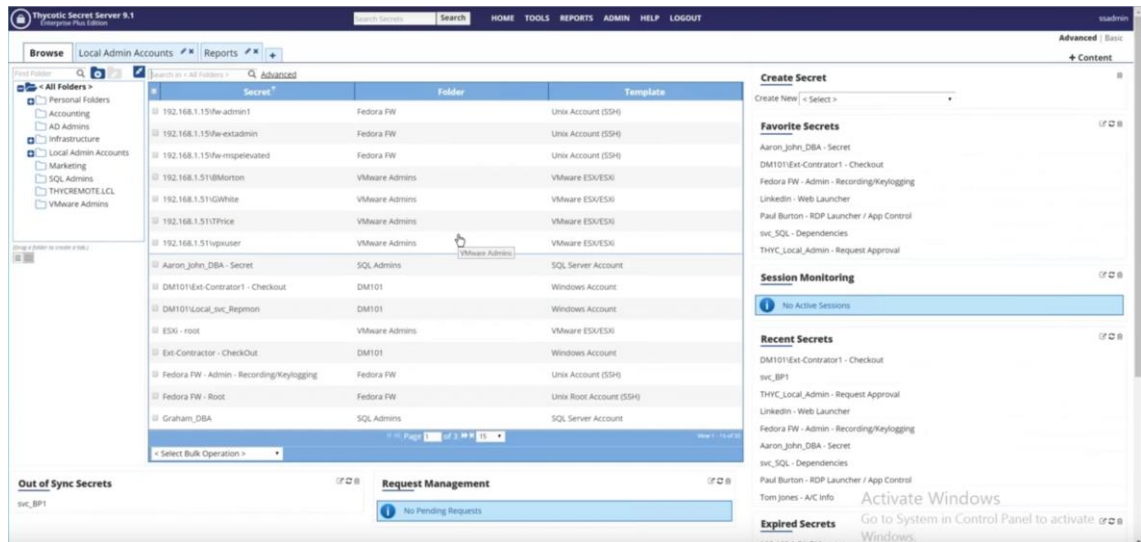 Thycotic Secret Server 9.1
Enterprise Plus Edition
Search Secrets
Search
HOME TOOLS REPORTS ADMIN HELP LOGOUT
ssadmin
Advanced | Basic
Browse
Local Admin Accounts
Reports
+ Content
Find Folder
< All Folders >
Personal Folders
Accounting
AD Admins
Infrastructure
Local Admin Accounts
Marketing
SQL Admins
THYCREMOTE.LCL
VMware Admins
(Drag a folder to create a tab.)
Search in < All Folders >
Advanced
Secret Folder Template
192.168.1.15\fw-admin1 Fedora FW Unix Account (SSH)
192.168.1.15\fw-extadmin Fedora FW Unix Account (SSH)
192.168.1.15\fw-mspelevated Fedora FW Unix Account (SSH)
192.168.1.51\BMorton VMware Admins VMware ESX/ESXi
192.168.1.51\GWhite VMware Admins VMware ESX/ESXi
192.168.1.51\TPrice VMware Admins VMware ESX/ESXi
192.168.1.51\vpxuser VMware Admins VMware ESX/ESXi
VMware Admins
Aaron_John_DBA - Secret SQL Admins SQL Server Account
DM101\Ext-Contrator1 - Checkout DM101 Windows Account
DM101\Local_svc_Repmon DM101 Windows Account
ESXi - root VMware Admins VMware ESX/ESXi
Ext-Contractor - CheckOut DM101 Windows Account
Fedora FW - Admin - Recording/Keylogging Fedora FW Unix Account (SSH)
Fedora FW - Root Fedora FW Unix Root Account (SSH)
Graham_DBA SQL Admins SQL Server Account
Page 1 of 3 15
View 1 - 15 of
< Select Bulk Operation >
Create Secret
Create New < Select >
Favorite Secrets
Aaron_John_DBA - Secret
DM101\Ext-Contrator1 - Checkout
Fedora FW - Admin - Recording/Keylogging
LinkedIn - Web Launcher
Paul Burton - RDP Launcher / App Control
svc_SQL - Dependencies
THYC_Local_Admin - Request Approval
Session Monitoring
No Active Sessions
Recent Secrets
DM101\Ext-Contrator1 - Checkout
svc_BP1
THYC_Local_Admin - Request Approval
LinkedIn - Web Launcher
Fedora FW - Admin - Recording/Keylogging
Aaron_John_DBA - Secret
svc_SQL - Dependencies
Paul Burton - RDP Launcher / App Control
Tom Jones - A/C Info
Expired Secrets
Out of Sync Secrets
svc_BP1
Request Management
No Pending Requests
Activate Windows
Go to System in Control Panel to activate
Windows.